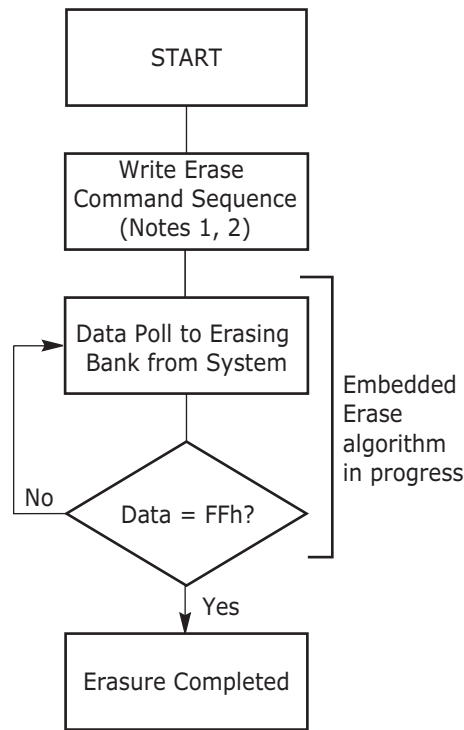 START
Write Erase
Command Sequence
(Notes 1, 2)
Data Poll to Erasing
Bank from System
Embedded
Erase
algorithm
in progress
No
Data = FFh?
Yes
Erasure Completed